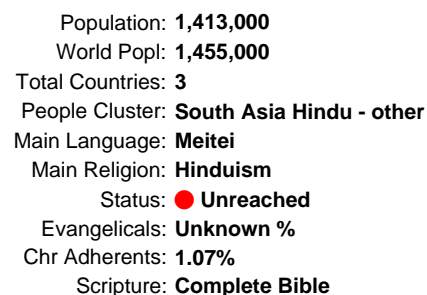 Population: 1,413,000
World Popl: 1,455,000
Total Countries: 3
People Cluster: South Asia Hindu - other
Main Language: Meitei
Main Religion: Hinduism
Status: Unreached
Evangelicals: Unknown %
Chr Adherents: 1.07%
Scripture: Complete Bible